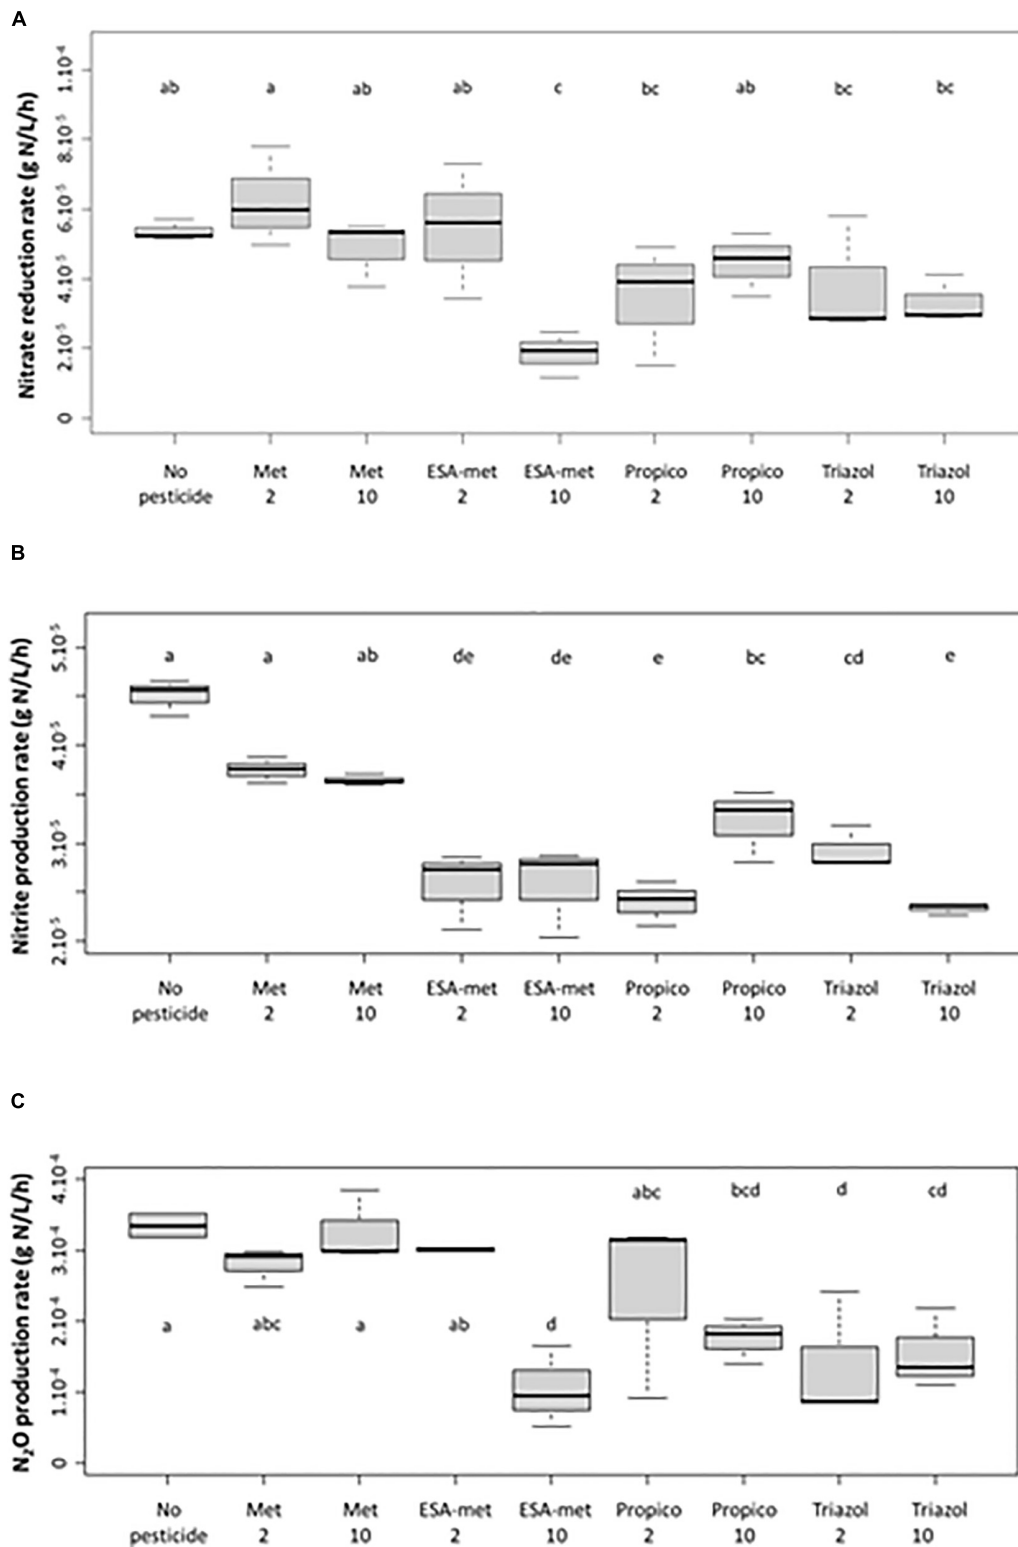 A
Nitrate reduction rate (g N/L/h)
1.10-4
8.10-5
6.10-5
4.10-5
2.10-5
0
ab a ab ab c bc ab bc bc
No Met Met ESA-met ESA-met Propico Propico Triazol Triazol
pesticide 2 10 2 10 2 10 2 10
B
Nitrite production rate (g N/L/h)
5.10-5
4.10-5
3.10-5
2.10-5
a a ab de de e bc cd e
No Met Met ESA-met ESA-met Propico Propico Triazol Triazol
pesticide 2 10 2 10 2 10 2 10
C
N2O production rate (g N/L/h)
4.10-4
3.10-4
2.10-4
1.10-4
0
abc bcd d cd
a abc a ab d
No Met Met ESA-met ESA-met Propico Propico Triazol Triazol
pesticide 2 10 2 10 2 10 2 10